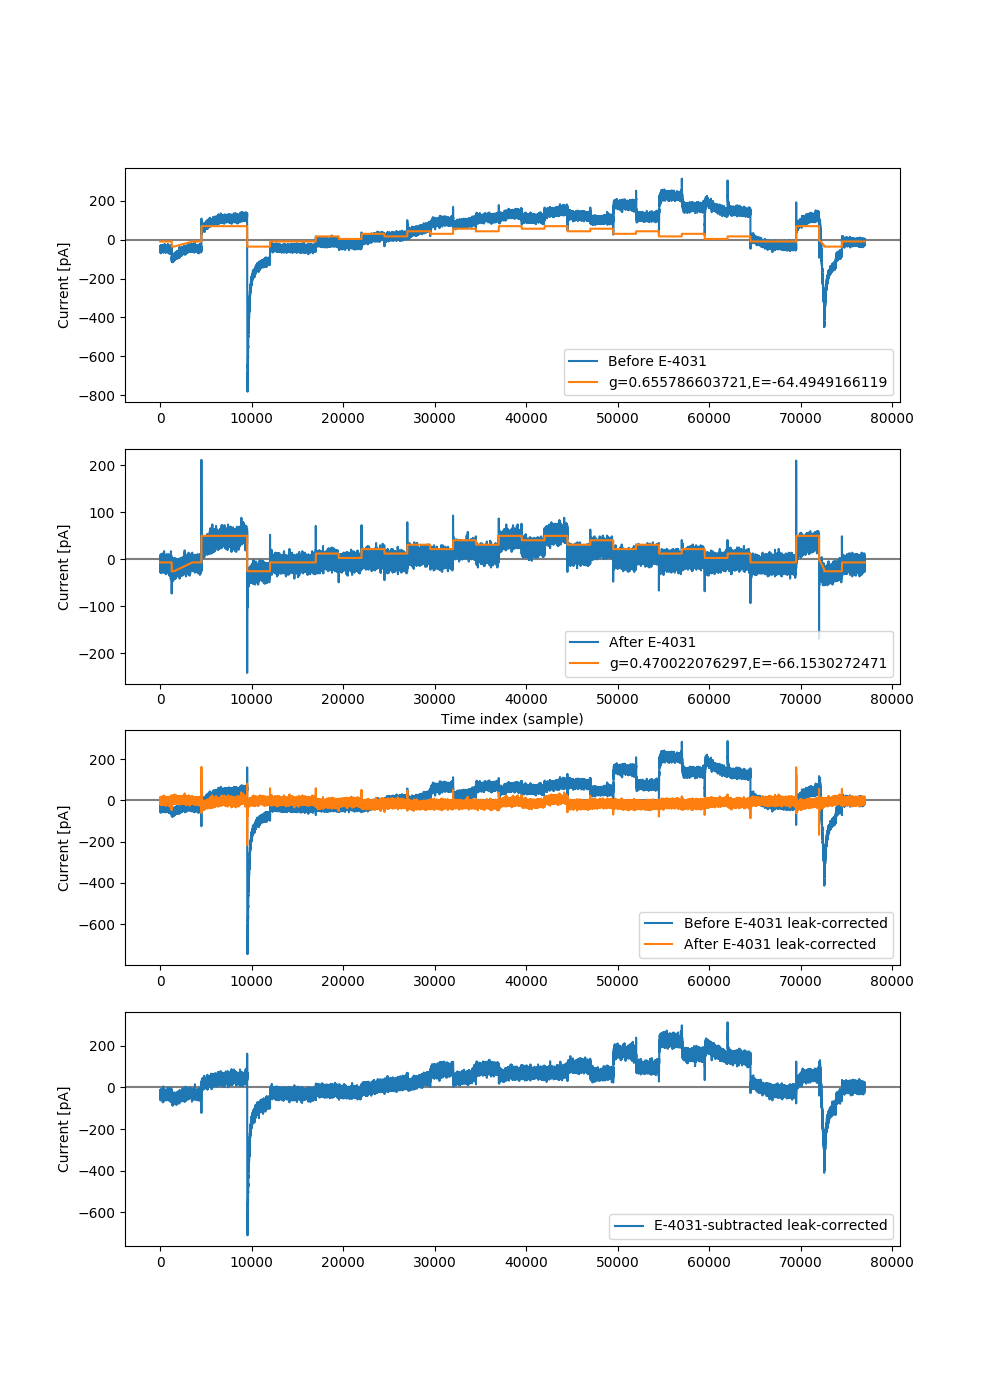 200
0
−200
−400
−600
−800
Current [pA]
Before E-4031
g=0.655786603721,E=-64.4949166119
0 10000 20000 30000 40000 50000 60000 70000 80000
200
100
0
−100
−200
Current [pA]
After E-4031
g=0.470022076297,E=-66.1530272471
0 10000 20000 30000 40000 50000 60000 70000 80000
Time index (sample)
200
0
−200
−400
−600
Current [pA]
Before E-4031 leak-corrected
After E-4031 leak-corrected
0 10000 20000 30000 40000 50000 60000 70000 80000
200
0
−200
−400
−600
Current [pA]
E-4031-subtracted leak-corrected
0 10000 20000 30000 40000 50000 60000 70000 80000